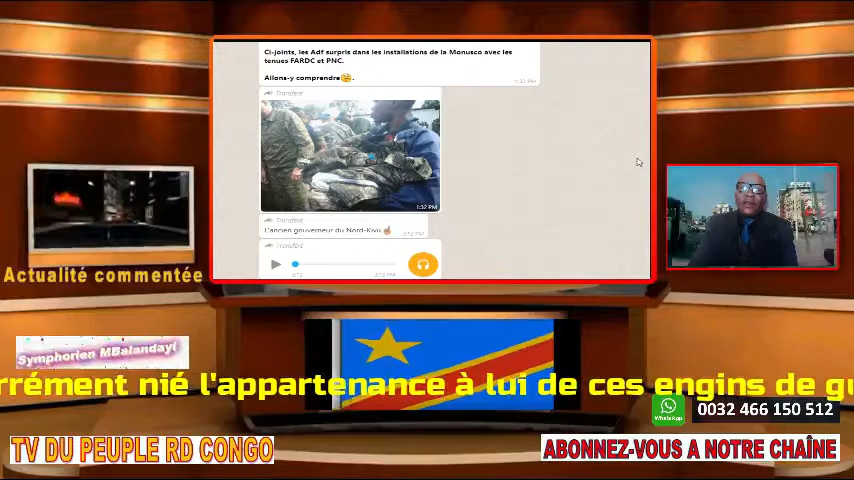 Ci-joints, les Adf surpris dans les installations de la Monusco avec les
tenues FARDC et PNC.
Allons-y comprendre😢.
1:32 PM
Transféré
1:32 PM
Transféré
L'ancien gouverneur du Nord-Kivu☝
Transféré
3:12
Actualité commentée
Symphorien MBalandayi
rrément nié l'appartenance à lui de ces engins de gu
WhatsApp
0032 466 150 512
TV DU PEUPLE RD CONGO
ABONNEZ-VOUS A NOTRE CHAÎNE